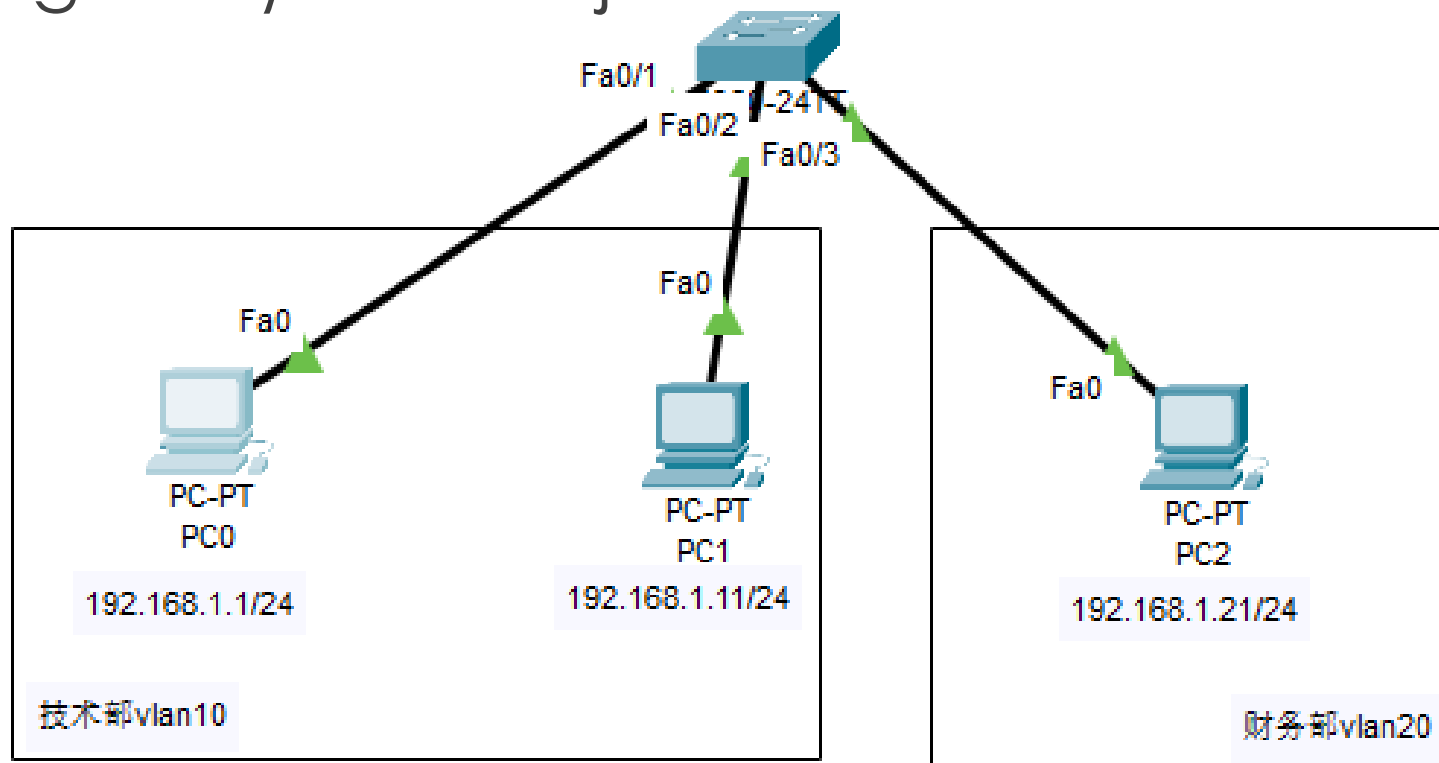 Fa0/1
-24TT
Fa0/2
Fa0/3
Fa0
Fa0
Fa0
PC-PT
PC0
PC-PT
PC1
PC-PT
PC2
192.168.1.1/24
192.168.1.11/24
192.168.1.21/24
技术部vlan10
财务部vlan20